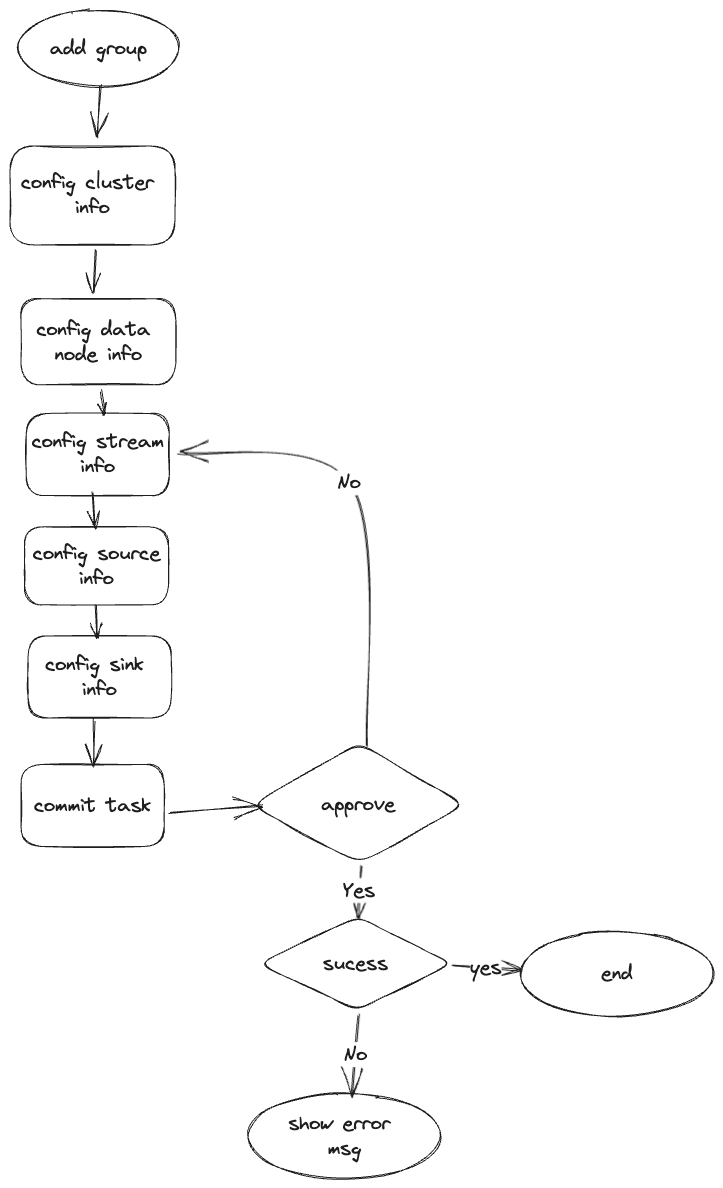 add group
config cluster
info
config data
node info
config stream
info
No
config source
info
config sink
info
commit task
approve
Yes
sucess
yes
end
No
show error
msg